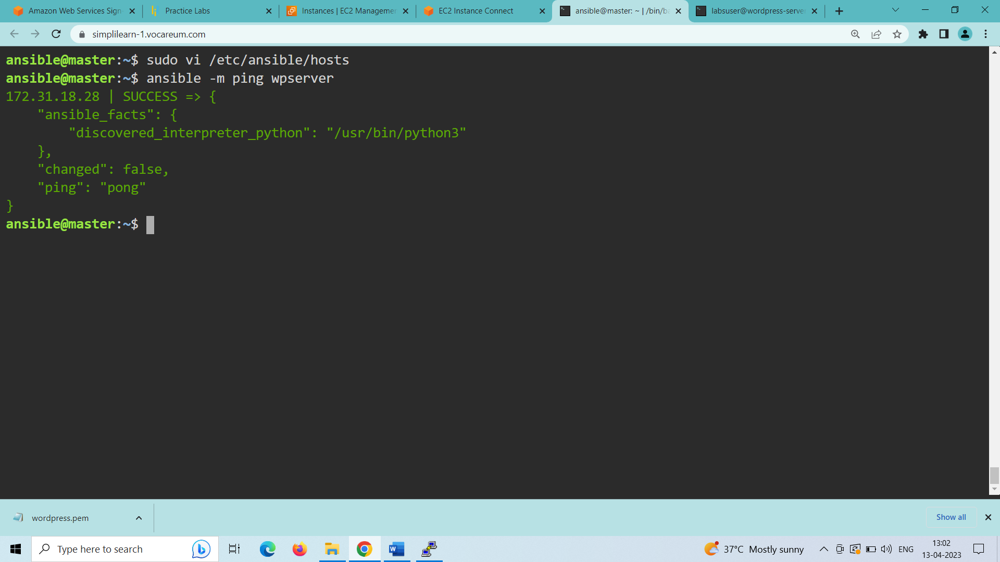 Amazon Web Services Sign
Practice Labs
Instances | EC2 Managemen
EC2 Instance Connect
ansible@master: ~ | /bin/ba
labsuser@wordpress-server
simplilearn-1.vocareum.com
ansible@master:~$ sudo vi /etc/ansible/hosts
ansible@master:~$ ansible -m ping wpserver
172.31.18.28 | SUCCESS => {
    "ansible_facts": {
        "discovered_interpreter_python": "/usr/bin/python3"
    },
    "changed": false,
    "ping": "pong"
}
ansible@master:~$
wordpress.pem
Show all
Type here to search
37°C Mostly sunny
ENG
13:02
13-04-2023